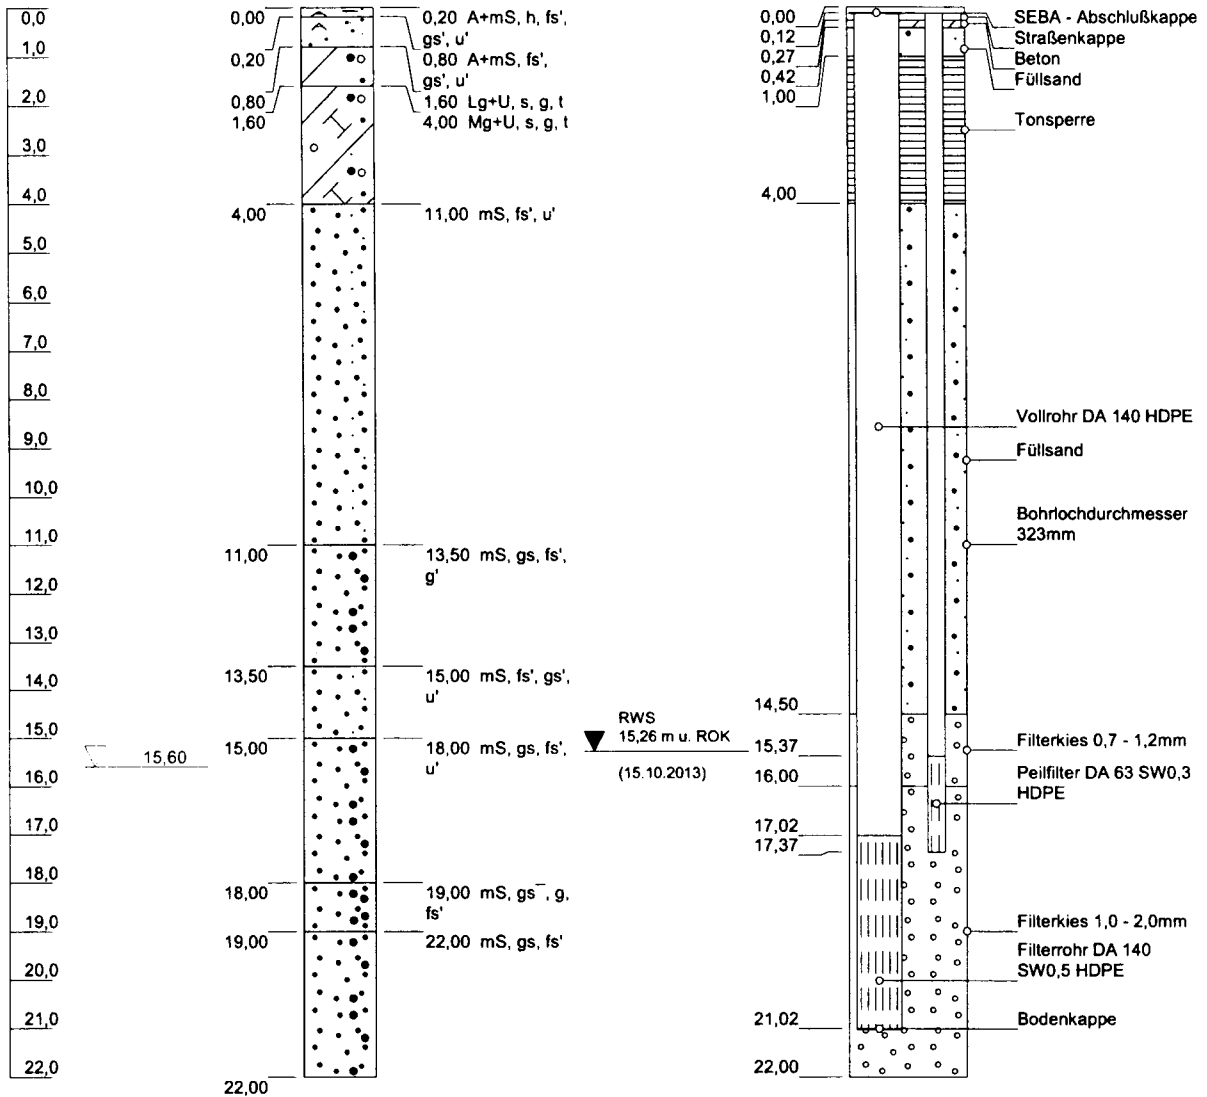 0,0
1,0
2,0
3,0
4,0
5,0
6,0
7,0
8,0
9,0
10,0
11,0
12,0
13,0
14,0
15,0
16,0
17,0
18,0
19,0
20,0
21,0
22,0
15,60
0,00
0,20
0,80
1,60
4,00
11,00
13,50
15,00
18,00
19,00
22,00
0,20 A+mS, h, fs',
gs', u'
0,80 A+mS, fs',
gs', u'
1,60 Lg+U, s, g, t
4,00 Mg+U, s, g, t
11,00 mS, fs', u'
13,50 mS, gs, fs',
g'
15,00 mS, fs', gs',
u'
18,00 mS, gs, fs',
u'
19,00 mS, gs¯, g,
fs'
22,00 mS, gs, fs'
RWS
15,26 m u. ROK
(15.10.2013)
0,00
0,12
0,27
0,42
1,00
4,00
14,50
15,37
16,00
17,02
17,37
21,02
22,00
SEBA - Abschlußkappe
Straßenkappe
Beton
Füllsand
Tonsperre
Vollrohr DA 140 HDPE
Füllsand
Bohrlochdurchmesser
323mm
Filterkies 0,7 - 1,2mm
Peilfilter DA 63 SW0,3
HDPE
Filterkies 1,0 - 2,0mm
Filterrohr DA 140
SW0,5 HDPE
Bodenkappe